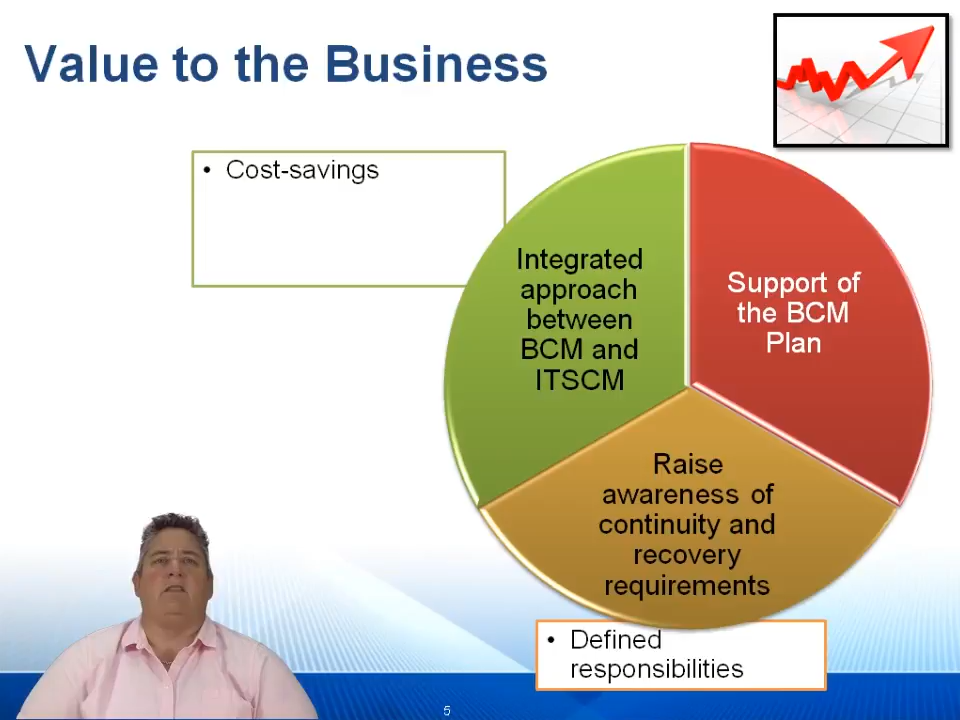 Value to the Business
• Cost-savings
Integrated
approach
between
BCM and
ITSCM
Support of
the BCM
Plan
Raise
awareness of
continuity and
recovery
requirements
• Defined
responsibilities
5